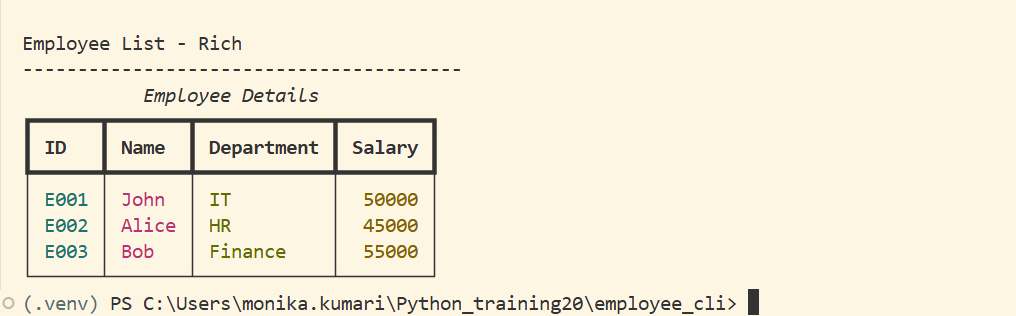 Employee List - Rich
----------------------------------------
Employee Details
ID Name Department Salary
E001 John IT 50000
E002 Alice HR 45000
E003 Bob Finance 55000
(.venv) PS C:\Users\monika.kumari\Python_training20\employee_cli>